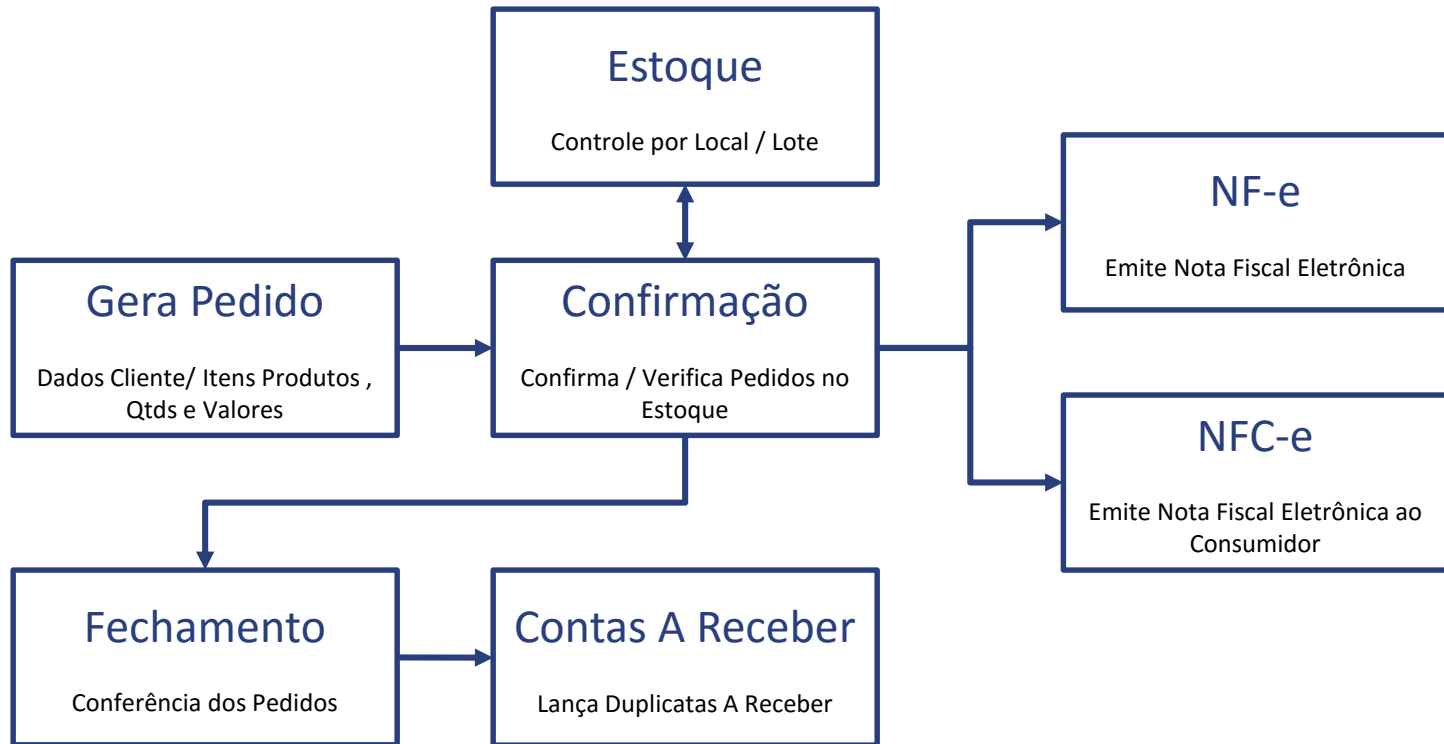 Estoque
Controle por Local / Lote
NF-e
Emite Nota Fiscal Eletrônica
Gera Pedido
Dados Cliente/ Itens Produtos ,
Qtds e Valores
Confirmação
Confirma / Verifica Pedidos no
Estoque
NFC-e
Emite Nota Fiscal Eletrônica ao
Consumidor
Fechamento
Conferência dos Pedidos
Contas A Receber
Lança Duplicatas A Receber